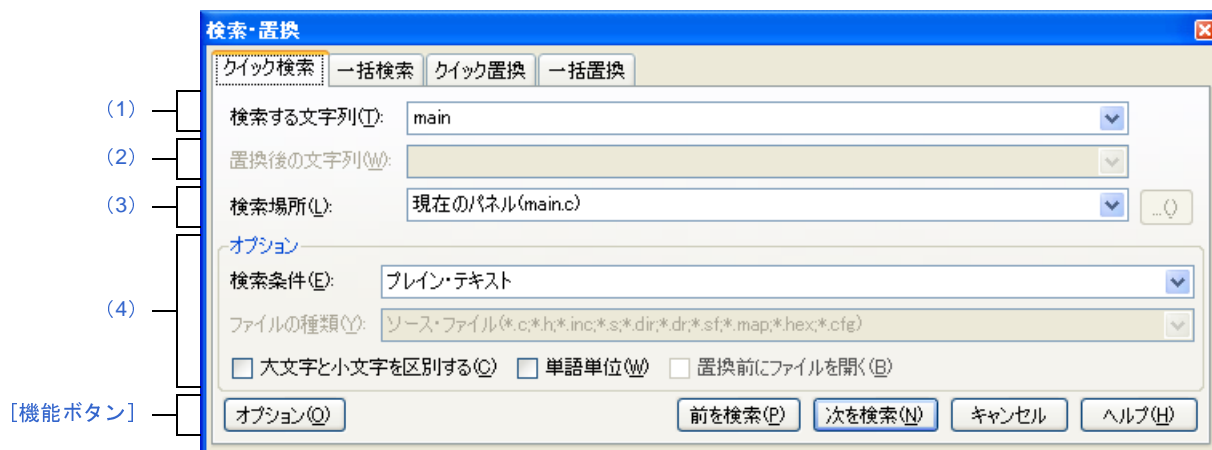 検索・置換
クイック検索 一括検索 クイック置換 一括置換
(1) 検索する文字列(T): main
(2) 置換後の文字列(W):
(3) 検索場所(L): 現在のパネル(main.c) ...()
オプション
(4) 検索条件(E): プレイン・テキスト
ファイルの種類(Y): ソース・ファイル(*.c;*.h;*.inc;*.s;*.dir;*.dr;*.sf;*.map;*.hex;*.cfg)
大文字と小文字を区別する(C) 単語単位(W) 置換前にファイルを開く(B)
[機能ボタン] オプション(O) 前を検索(P) 次を検索(N) キャンセル ヘルプ(H)